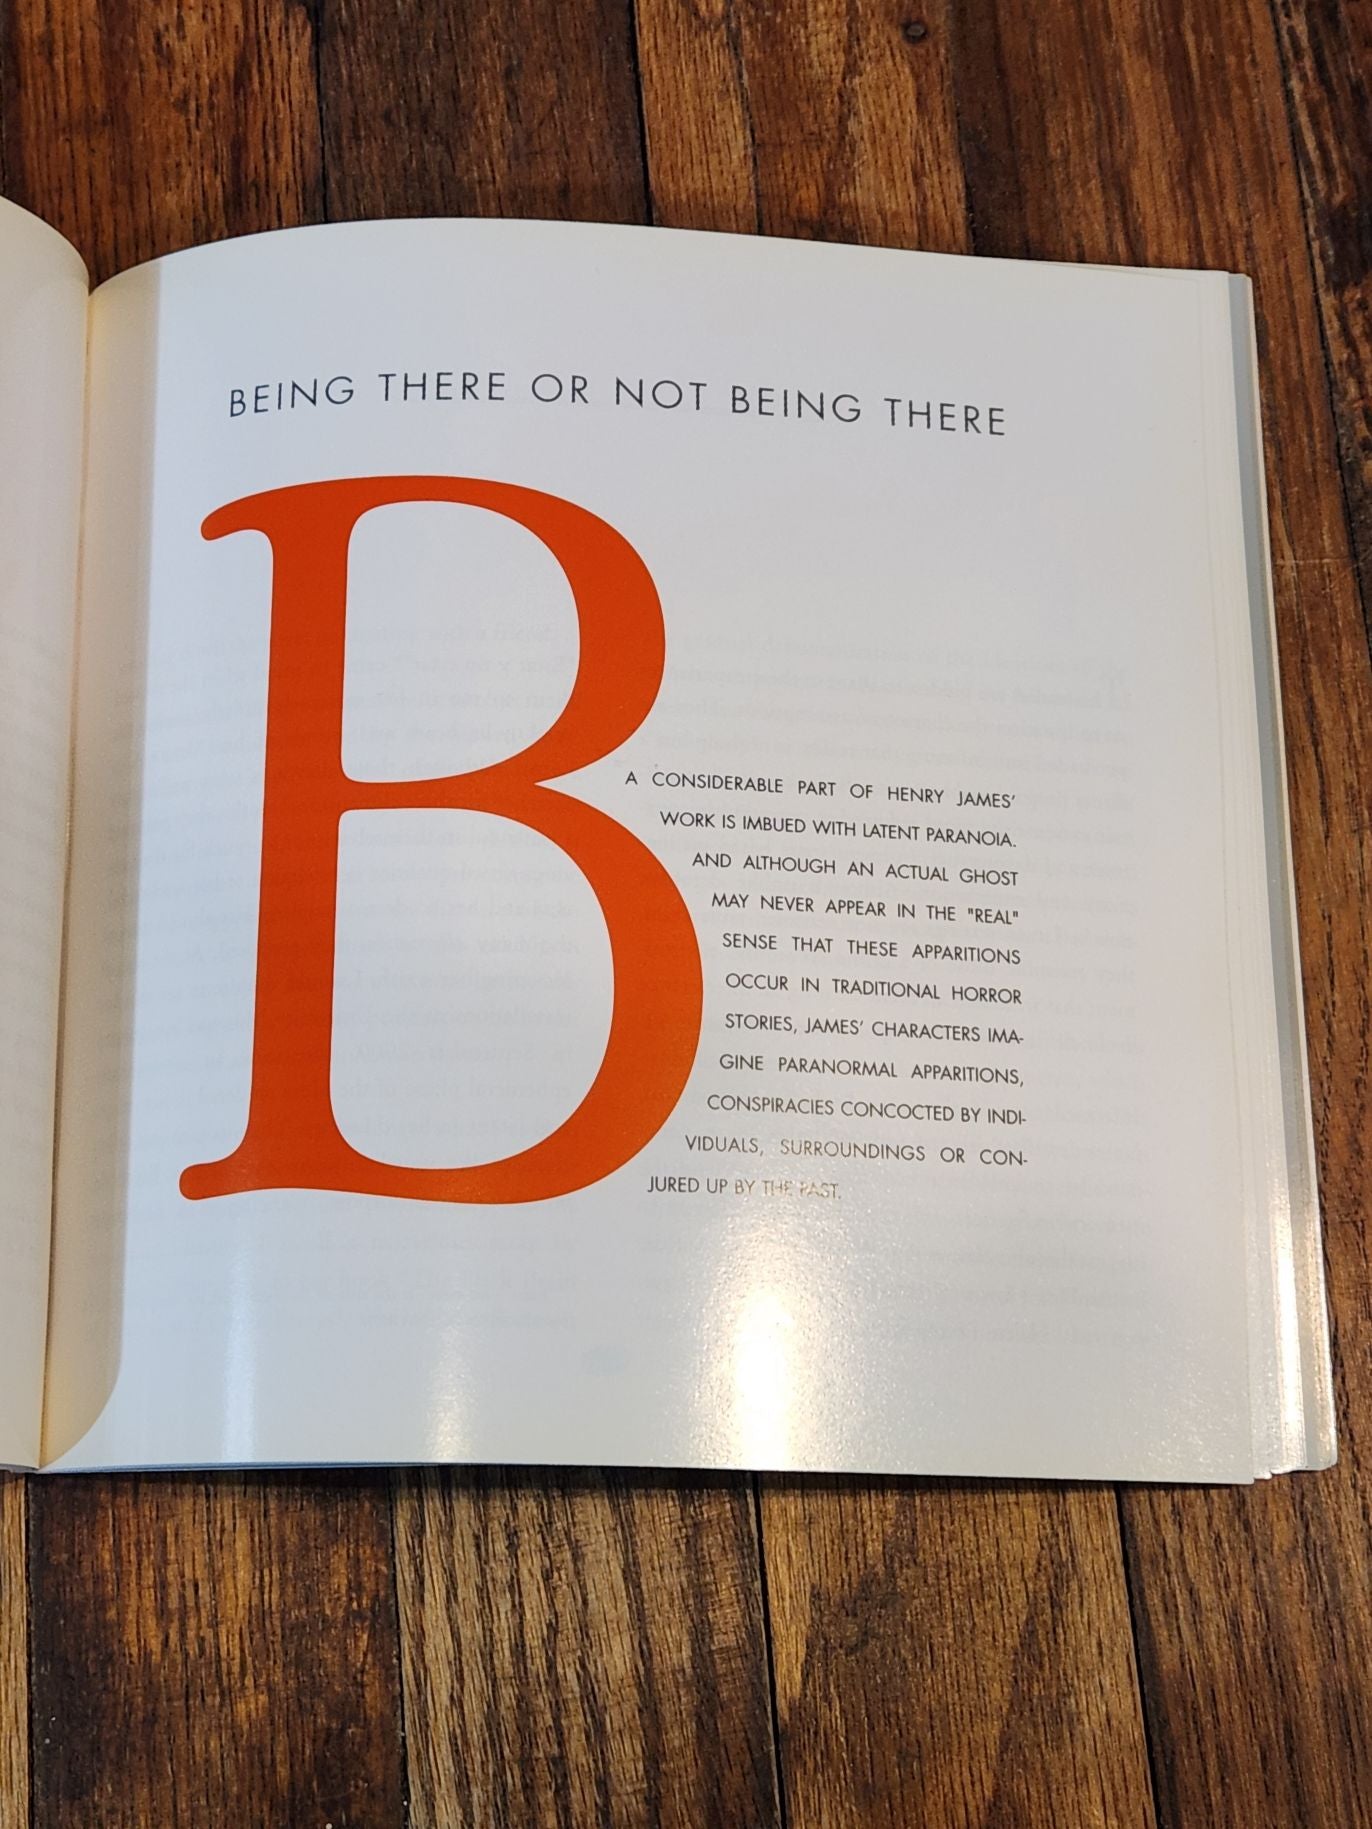 BEING THERE OR NOT BEING THERE
B
A CONSIDERABLE PART OF HENRY JAMES'
WORK IS IMBUED WITH LATENT PARANOIA.
AND ALTHOUGH AN ACTUAL GHOST
MAY NEVER APPEAR IN THE "REAL"
SENSE THAT THESE APPARITIONS
OCCUR IN TRADITIONAL HORROR
STORIES, JAMES' CHARACTERS IMA-
GINE PARANORMAL APPARITIONS,
CONSPIRACIES CONCOCTED BY INDI-
VIDUALS, SURROUNDINGS OR CON-
JURED UP BY THE PAST.